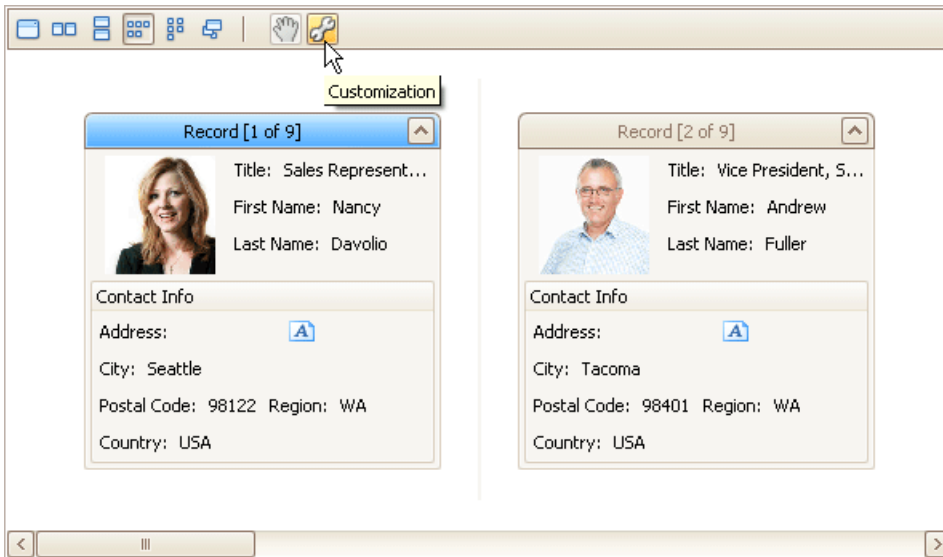 Customization
Record [1 of 9]
Title: Sales Represent...
First Name: Nancy
Last Name: Davolio
Contact Info
Address: A
City: Seattle
Postal Code: 98122 Region: WA
Country: USA
Record [2 of 9]
Title: Vice President, S...
First Name: Andrew
Last Name: Fuller
Contact Info
Address: A
City: Tacoma
Postal Code: 98401 Region: WA
Country: USA